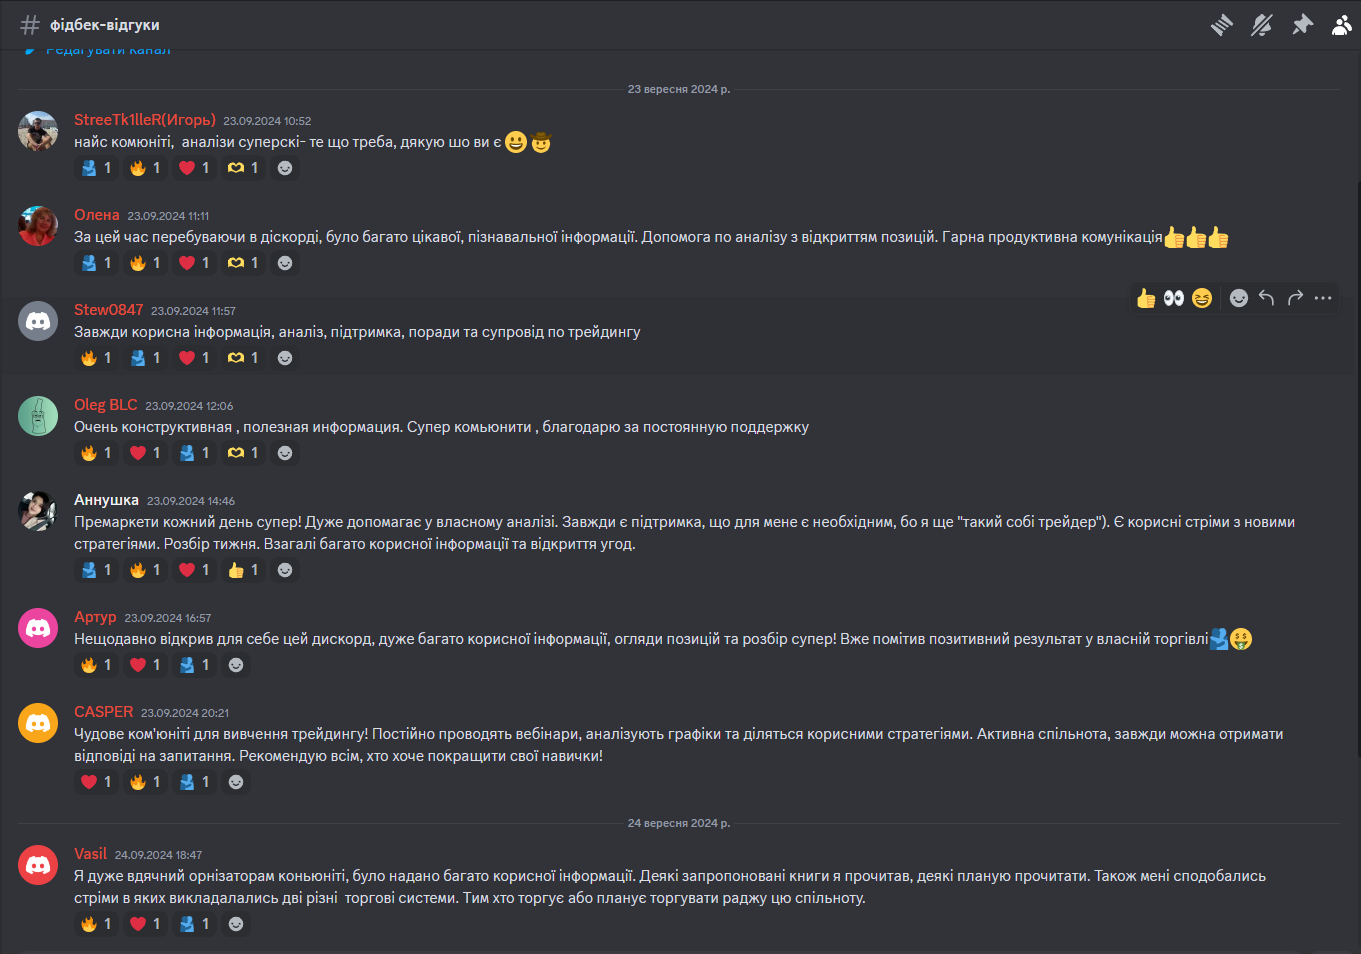 фідбек-відгуки
Редагувати канал
23 вересня 2024 р.
StreeTk1lleR(Игорь) 23.09.2024 10:52
найс комюніті,  аналізи суперскі- те що треба, дякую шо ви є😀🤠
1 🔥 1 ❤️ 1 🫶 1
Олена 23.09.2024 11:11
За цей час перебуваючи в діскорді, було багато цікавої, пізнавальної інформації. Допомога по аналізу з відкриттям позицій. Гарна продуктивна комунікація👍👍👍
1 🔥 1 ❤️ 1 🫶 1
Stew0847 23.09.2024 11:57
Завжди корисна інформація, аналіз, підтримка, поради та супровід по трейдингу
🔥 1 1 ❤️ 1 🫶 1
Oleg BLC 23.09.2024 12:06
Очень конструктивная , полезная информация. Супер комьюнити , благодарю за постоянную поддержку
🔥 1 ❤️ 1 1 🫶 1
Аннушка 23.09.2024 14:46
Премаркети кожний день супер! Дуже допомагає у власному аналізі. Завжди є підтримка, що для мене є необхідним, бо я ще "такий собі трейдер"). Є корисні стріми з новими
стратегіями. Розбір тижня. Взагалі багато корисної інформації та відкриття угод.
1 🔥 1 ❤️ 1 👍 1
Артур 23.09.2024 16:57
Нещодавно відкрив для себе цей дискорд, дуже багато корисної інформації, огляди позицій та розбір супер! Вже помітив позитивний результат у власній торгівлі🫂🤑
🔥 1 ❤️ 1 1
CASPER 23.09.2024 20:21
Чудове ком'юніті для вивчення трейдингу! Постійно проводять вебінари, аналізують графіки та діляться корисними стратегіями. Активна спільнота, завжди можна отримати
відповіді на запитання. Рекомендую всім, хто хоче покращити свої навички!
❤️ 1 🔥 1 1
24 вересня 2024 р.
Vasil 24.09.2024 18:47
Я дуже вдячний орнізаторам коньюніті, було надано багато корисної інформації. Деякі запропоновані книги я прочитав, деякі планую прочитати. Також мені сподобались
стріми в яких викладалались дві різні  торгові системи. Тим хто торгує або планує торгувати раджу цю спільноту.
🔥 1 ❤️ 1 1